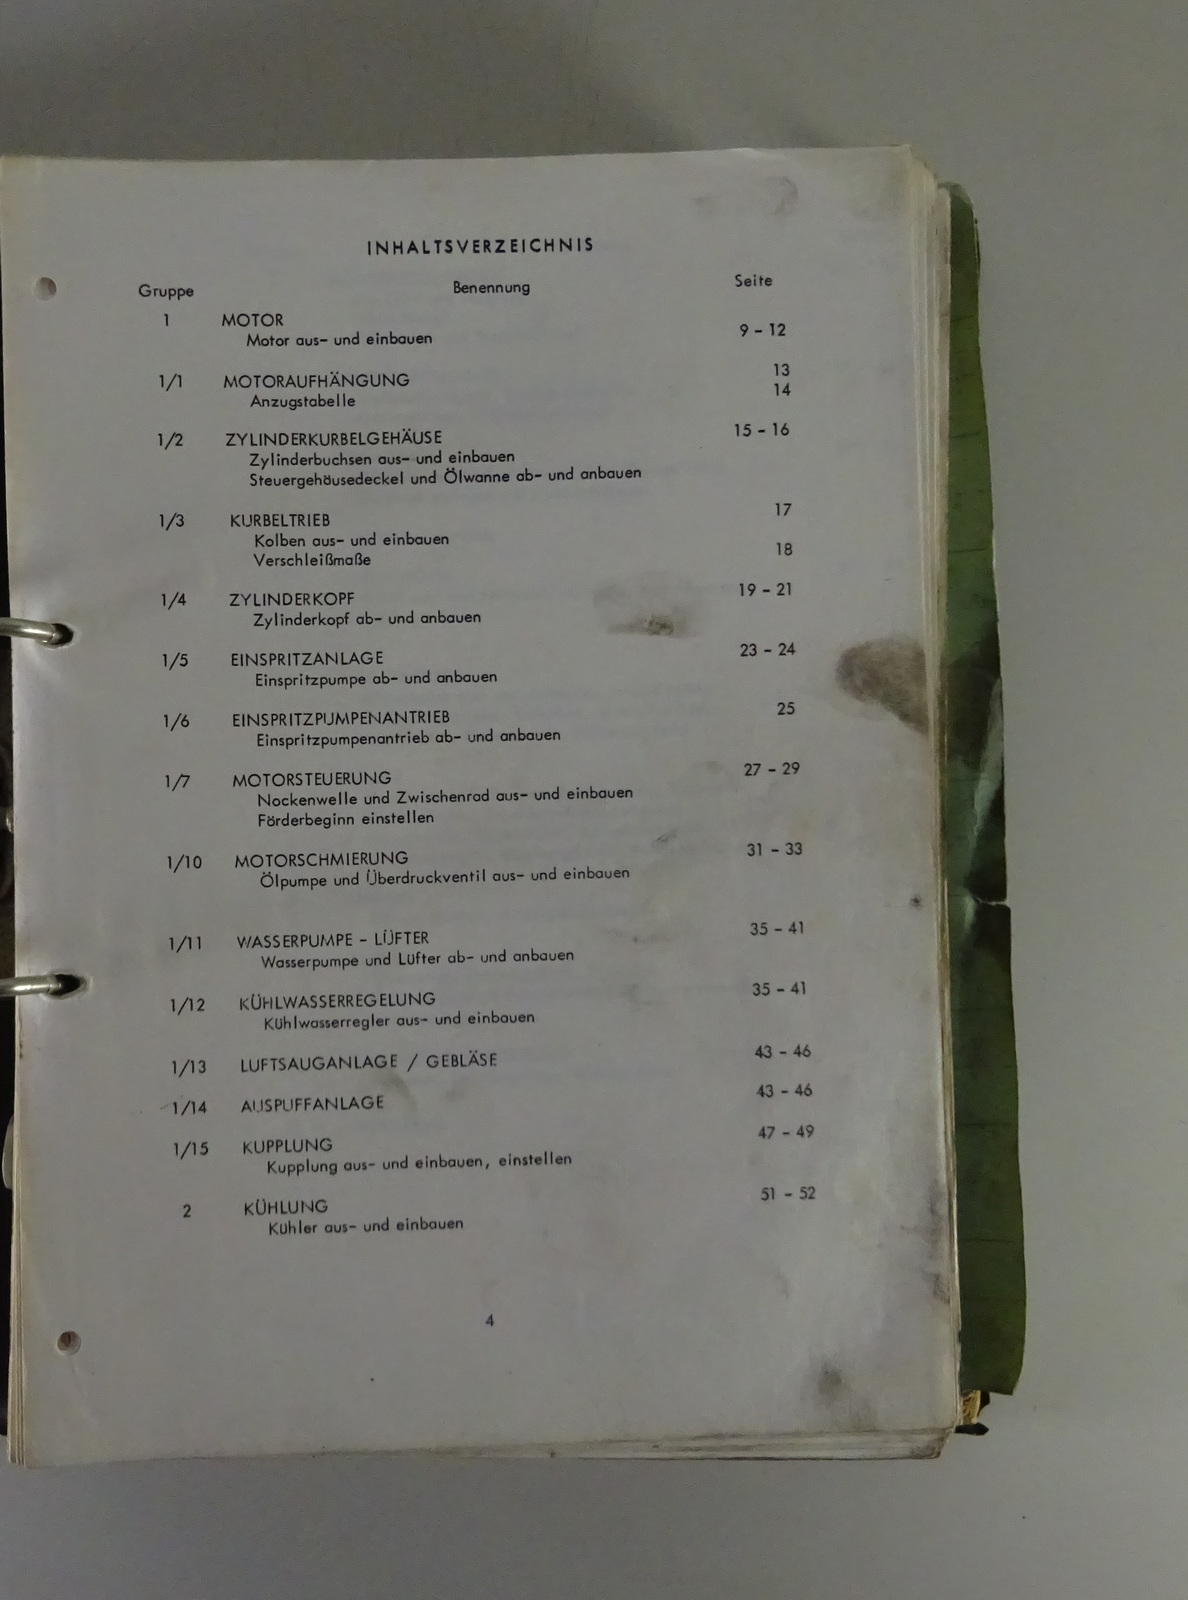 INHALTSVERZEICHNIS
Gruppe Benennung Seite
1 MOTOR
Motor aus- und einbauen 9 - 12
1/1 MOTORAUFHÄNGUNG 13
Anzugstabelle 14
1/2 ZYLINDERKURBELGEHÄUSE 15 - 16
Zylinderbuchsen aus- und einbauen
Steuergehäusedeckel und Ölwanne ab- und anbauen
1/3 KURBELTRIEB 17
Kolben aus- und einbauen
Verschleißmaße 18
1/4 ZYLINDERKOPF 19 - 21
Zylinderkopf ab- und anbauen
1/5 EINSPRITZANLAGE 23 - 24
Einspritzpumpe ab- und anbauen
1/6 EINSPRITZPUMPENANTRIEB 25
Einspritzpumpenantrieb ab- und anbauen
1/7 MOTORSTEUERUNG 27 - 29
Nockenwelle und Zwischenrad aus- und einbauen
Förderbeginn einstellen
1/10 MOTORSCHMIERUNG 31 - 33
Ölpumpe und Überdruckventil aus- und einbauen
1/11 WASSERPUMPE - LÜFTER 35 - 41
Wasserpumpe und Lüfter ab- und anbauen
1/12 KÜHLWASSERREGELUNG 35 - 41
Kühlwasserregler aus- und einbauen
1/13 LUFTSAUGANLAGE / GEBLÄSE 43 - 46
1/14 AUSPUFFANLAGE 43 - 46
1/15 KUPPLUNG 47 - 49
Kupplung aus- und einbauen, einstellen
2 KÜHLUNG 51 - 52
Kühler aus- und einbauen
4